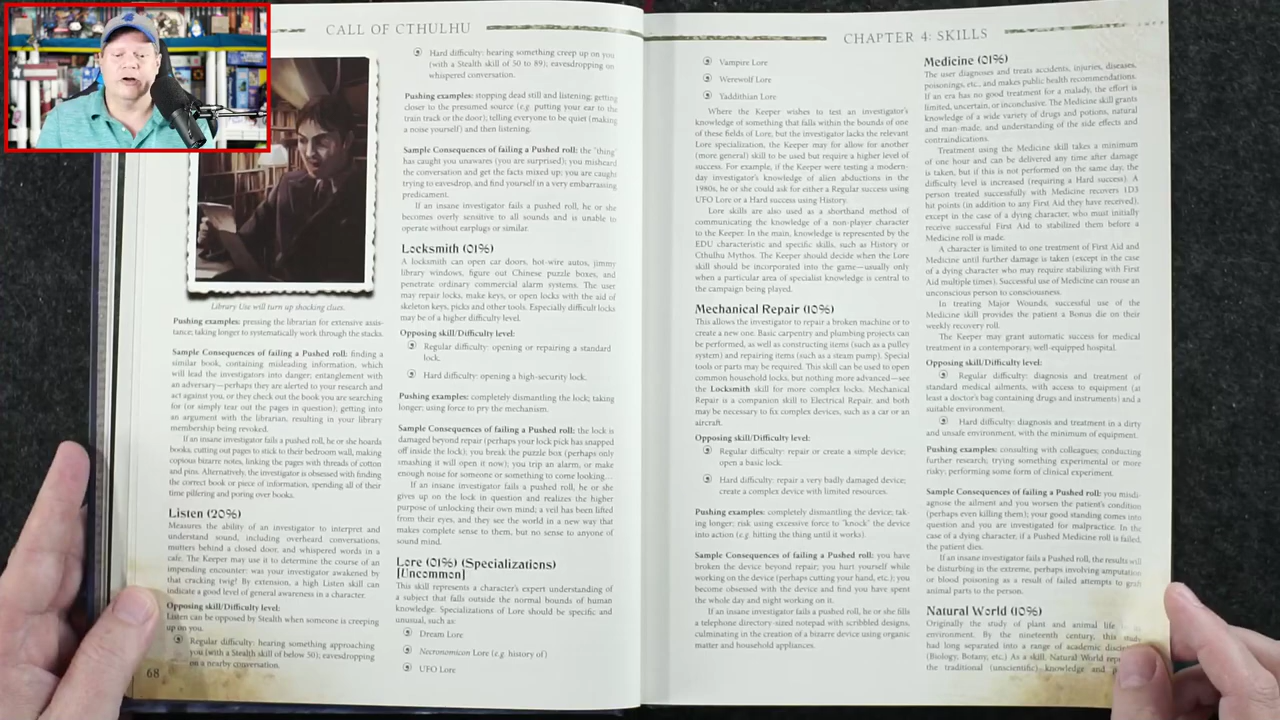 CALL OF CTHULHU
Library Use will turn up shocking clues.
Pushing examples: pressing the librarian for extensive assis-
tance; taking longer to systematically work through the stacks.
Sample Consequences of failing a Pushed roll: finding a
similar book, containing misleading information, which
will lead the investigators into danger; entanglement with
an adversary—perhaps they are alerted to your research and
act against you, or they check out the book you are searching
for (or simply tear out the pages in question); getting into
an argument with the librarian, resulting in your library
membership being revoked.
If an insane investigator fails a pushed roll, he or she hoards
books, cutting out pages to stick to their bedroom wall, making
copious bizarre notes, linking the pages with threads of cotton
and pins. Alternatively, the investigator is obsessed with finding
the correct book or piece of information, spending all of their
time pilfering and poring over books.
Listen (20%)
Measures the ability of an investigator to interpret and
understand sound, including overheard conversations,
mutters behind a closed door, and whispered words in a
cafe. The Keeper may use it to determine the course of an
impending encounter: was your investigator awakened by
that cracking twig? By extension, a high Listen skill can
indicate a good level of general awareness in a character.
Opposing skill/Difficulty level:
Listen can be opposed by Stealth when someone is creeping
up on you.
Regular difficulty: hearing something approaching
you (with a Stealth skill of below 50); eavesdropping
on a nearby conversation.
68
Hard difficulty: hearing something creep up on you
(with a Stealth skill of 50 to 89); eavesdropping on
whispered conversation.
Pushing examples: stopping dead still and listening; getting
closer to the presumed source (e.g. putting your ear to the
train track or the door); telling everyone to be quiet (making
a noise yourself) and then listening.
Sample Consequences of failing a Pushed roll: the "thing"
has caught you unawares (you are surprised); you misheard
the conversation and get the facts mixed up; you are caught
trying to eavesdrop, and find yourself in a very embarrassing
predicament.
If an insane investigator fails a pushed roll, he or she
becomes overly sensitive to all sounds and is unable to
operate without earplugs or similar.
Locksmith (01%)
A locksmith can open car doors, hot-wire autos, jimmy
library windows, figure out Chinese puzzle boxes, and
penetrate ordinary commercial alarm systems. The user
may repair locks, make keys, or open locks with the aid of
skeleton keys, picks and other tools. Especially difficult locks
may be of a higher difficulty level.
Opposing skill/Difficulty level:
Regular difficulty: opening or repairing a standard
lock.
Hard difficulty: opening a high-security lock.
Pushing examples: completely dismantling the lock; taking
longer; using force to pry the mechanism.
Sample Consequences of failing a Pushed roll: the lock is
damaged beyond repair (perhaps your lock pick has snapped
off inside the lock); you break the puzzle box (perhaps only
smashing it will open it now); you trip an alarm, or make
enough noise for someone or something to come looking...
If an insane investigator fails a pushed roll, he or she
gives up on the lock in question and realizes the higher
purpose of unlocking their own mind; a veil has been lifted
from their eyes, and they see the world in a new way that
makes complete sense to them, but no sense to anyone of
sound mind.
Lore (01%) (Specializations)
[Uncommon]
This skill represents a character's expert understanding of
a subject that falls outside the normal bounds of human
knowledge. Specializations of Lore should be specific and
unusual, such as:
Dream Lore
Necronomicon Lore (e.g. history of)
UFO Lore
CHAPTER 4: SKILLS
Vampire Lore
Werewolf Lore
Yaddithian Lore
Where the Keeper wishes to test an investigator's
knowledge of something that falls within the bounds of one
of these fields of Lore, but the investigator lacks the relevant
Lore specialization, the Keeper may for allow for another
(more general) skill to be used but require a higher level of
success. For example, if the Keeper were testing a modern-
day investigator's knowledge of alien abductions in the
1980s, he or she could ask for either a Regular success using
UFO Lore or a Hard success using History.
Lore skills are also used as a shorthand method of
communicating the knowledge of a non-player character
to the Keeper. In the main, knowledge is represented by the
EDU characteristic and specific skills, such as History or
Cthulhu Mythos. The Keeper should decide when the Lore
skill should be incorporated into the game—usually only
when a particular area of specialist knowledge is central to
the campaign being played.
Mechanical Repair (10%)
This allows the investigator to repair a broken machine or to
create a new one. Basic carpentry and plumbing projects can
be performed, as well as constructing items (such as a pulley
system) and repairing items (such as a steam pump). Special
tools or parts may be required. This skill can be used to open
common household locks, but nothing more advanced—see
the Locksmith skill for more complex locks. Mechanical
Repair is a companion skill to Electrical Repair, and both
may be necessary to fix complex devices, such as a car or an
aircraft.
Opposing skill/Difficulty level:
Regular difficulty: repair or create a simple device;
open a basic lock.
Hard difficulty: repair a very badly damaged device;
create a complex device with limited resources.
Pushing examples: completely dismantling the device; tak-
ing longer; risk using excessive force to "knock" the device
into action (e.g. hitting the thing until it works).
Sample Consequences of failing a Pushed roll: you have
broken the device beyond repair; you hurt yourself while
working on the device (perhaps cutting your hand, etc.); you
become obsessed with the device and find you have spent
the whole day and night working on it.
If an insane investigator fails a pushed roll, he or she fills
a telephone directory-sized notepad with scribbled designs,
culminating in the creation of a bizarre device using organic
matter and household appliances.
Medicine (01%)
The user diagnoses and treats accidents, injuries, diseases,
poisonings, etc., and makes public health recommendations.
If an era has no good treatment for a malady, the effort is
limited, uncertain, or inconclusive. The Medicine skill grants
knowledge of a wide variety of drugs and potions, natural
and man-made, and understanding of the side effects and
contraindications.
Treatment using the Medicine skill takes a minimum
of one hour and can be delivered any time after damage
is taken, but if this is not performed on the same day, the
difficulty level is increased (requiring a Hard success). A
person treated successfully with Medicine recovers 1D3
hit points (in addition to any First Aid they have received),
except in the case of a dying character, who must initially
receive successful First Aid to stabilized them before a
Medicine roll is made.
A character is limited to one treatment of First Aid and
Medicine until further damage is taken (except in the case
of a dying character who may require stabilizing with First
Aid multiple times). Successful use of Medicine can rouse an
unconscious person to consciousness.
In treating Major Wounds, successful use of the
Medicine skill provides the patient a Bonus die on their
weekly recovery roll.
The Keeper may grant automatic success for medical
treatment in a contemporary, well-equipped hospital.
Opposing skill/Difficulty level:
Regular difficulty: diagnosis and treatment of
standard medical ailments, with access to equipment (at
least a doctor's bag containing drugs and instruments) and a
suitable environment.
Hard difficulty: diagnosis and treatment in a dirty
and unsafe environment, with the minimum of equipment.
Pushing examples: consulting with colleagues; conducting
further research; trying something experimental or more
risky; performing some form of clinical experiment.
Sample Consequences of failing a Pushed roll: you misdi-
agnose the ailment and you worsen the patient's condition
(perhaps even killing them); your good standing comes into
question and you are investigated for malpractice. In the
case of a dying character, if a Pushed Medicine roll is failed,
the patient dies.
If an insane investigator fails a Pushed roll, the results will
be disturbing in the extreme, perhaps involving amputation
or blood poisoning as a result of failed attempts to graft
animal parts to the person.
Natural World (10%)
Originally the study of plant and animal life
environment. By the nineteenth century, this
had long separated into a range of academic
(Biology, Botany, etc.) As a skill, Natural World
the traditional (unscientific) knowledge and